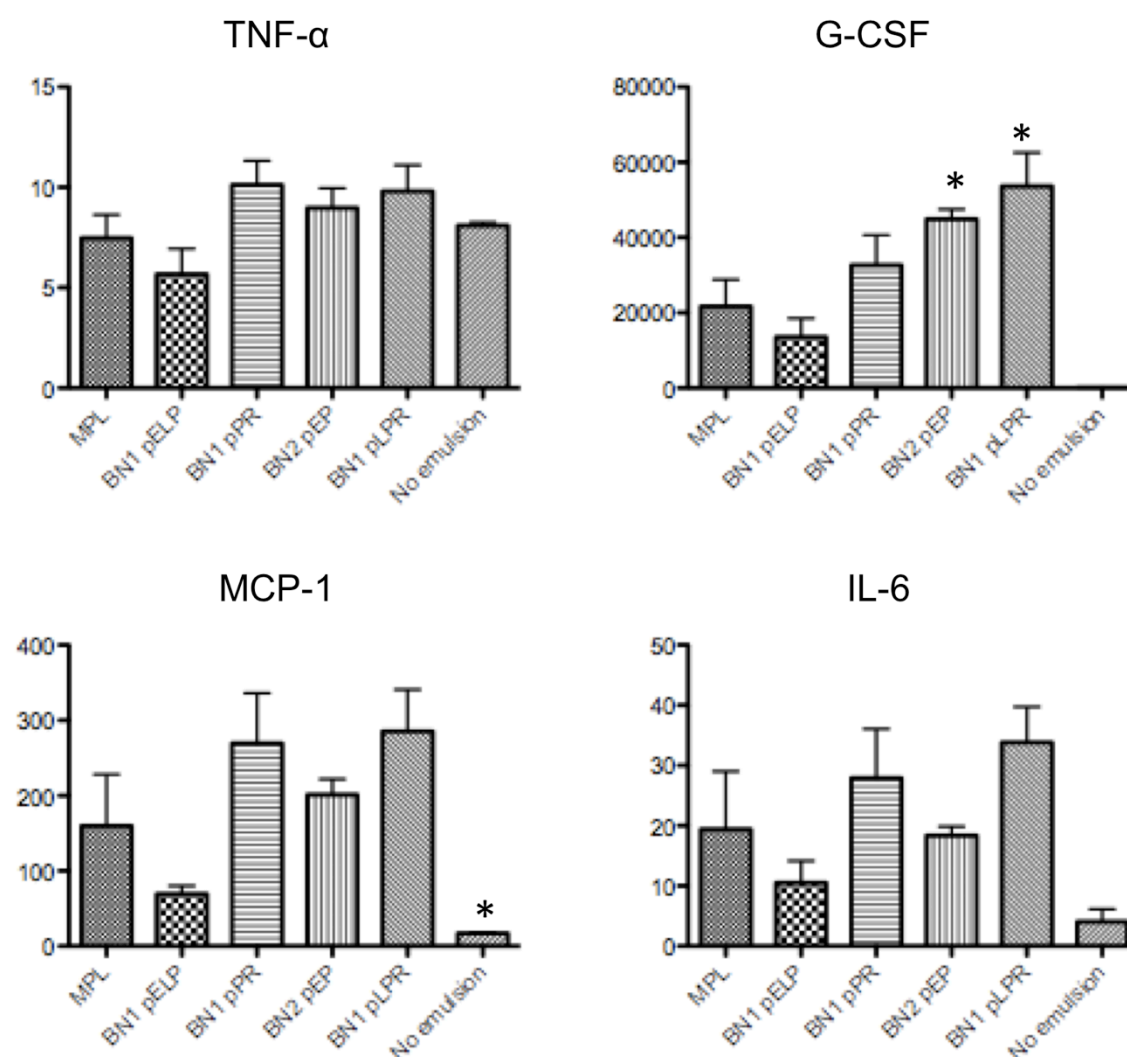 TNF-α
15
10
5
0
MPL
BN1 pELP
BN1 pPR
BN2 pEP
BN1 pLPR
No emulsion
G-CSF
80000
60000
40000
20000
0
*
*
MPL
BN1 pELP
BN1 pPR
BN2 pEP
BN1 pLPR
No emulsion
MCP-1
400
300
200
100
0
*
MPL
BN1 pELP
BN1 pPR
BN2 pEP
BN1 pLPR
No emulsion
IL-6
50
40
30
20
10
0
MPL
BN1 pELP
BN1 pPR
BN2 pEP
BN1 pLPR
No emulsion